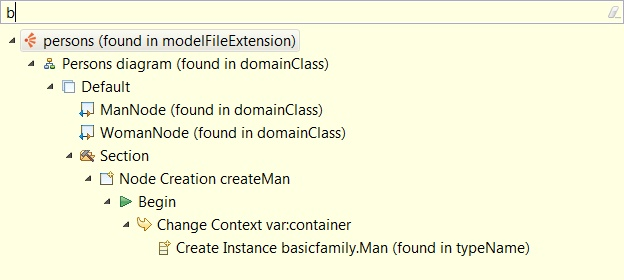 b
persons (found in modelFileExtension)
Persons diagram (found in domainClass)
Default
ManNode (found in domainClass)
WomanNode (found in domainClass)
Section
Node Creation createMan
Begin
Change Context var:container
Create Instance basicfamily.Man (found in typeName)